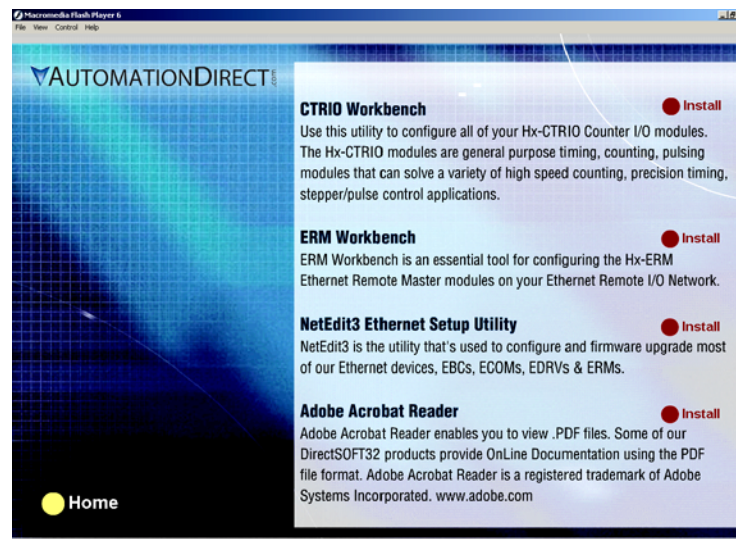 Macromedia Flash Player 6
File View Control Help
AUTOMATIONDIRECT
CTRIO Workbench
Install
Use this utility to configure all of your Hx-CTRIO Counter I/O modules.
The Hx-CTRIO modules are general purpose timing, counting, pulsing
modules that can solve a variety of high speed counting, precision timing,
stepper/pulse control applications.
ERM Workbench
Install
ERM Workbench is an essential tool for configuring the Hx-ERM
Ethernet Remote Master modules on your Ethernet Remote I/O Network.
NetEdit3 Ethernet Setup Utility
Install
NetEdit3 is the utility that's used to configure and firmware upgrade most
of our Ethernet devices, EBCs, ECOMs, EDRVs & ERMs.
Adobe Acrobat Reader
Install
Adobe Acrobat Reader enables you to view .PDF files. Some of our
DirectSOFT32 products provide OnLine Documentation using the PDF
file format. Adobe Acrobat Reader is a registered trademark of Adobe
Systems Incorporated. www.adobe.com
Home